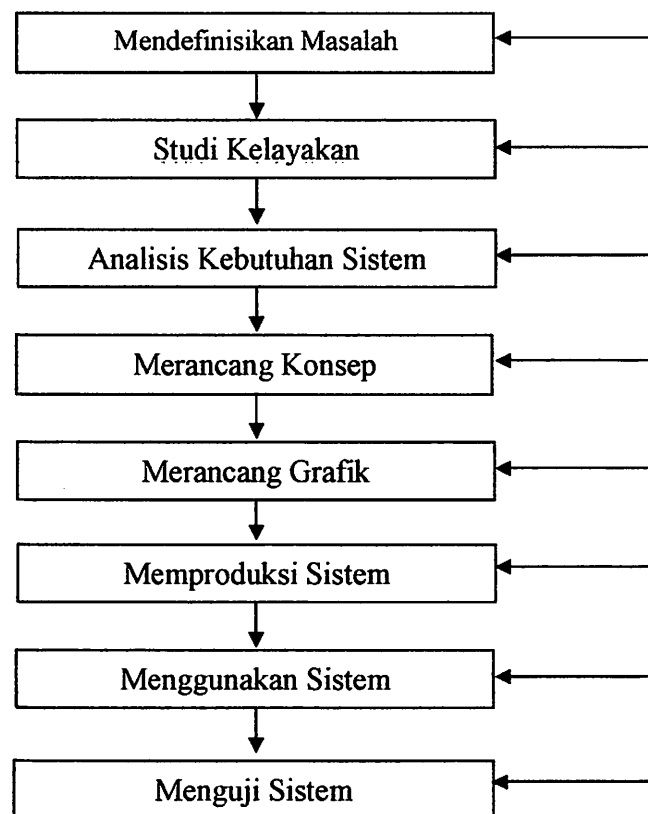 Mendefinisikan Masalah
Studi Kelayakan
Analisis Kebutuhan Sistem
Merancang Konsep
Merancang Grafik
Memproduksi Sistem
Menggunakan Sistem
Menguji Sistem